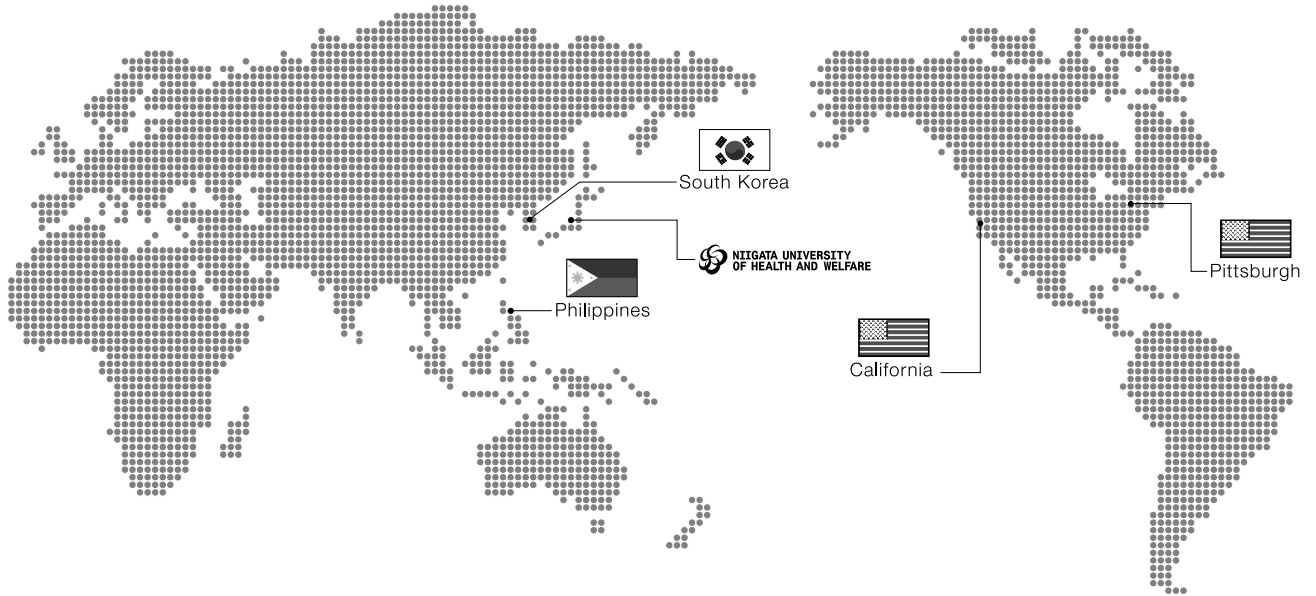 South Korea
NIIGATA UNIVERSITY
OF HEALTH AND WELFARE
Pittsburgh
Philippines
California